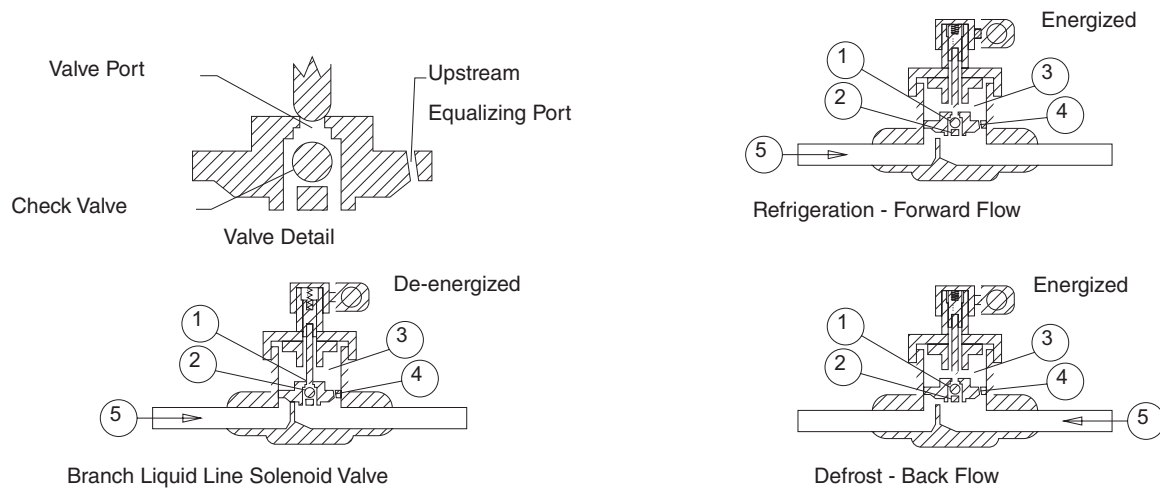 Valve Port
Upstream
Equalizing Port
Check Valve
Valve Detail
Energized
1
2
3
4
5
Refrigeration - Forward Flow
De-energized
1
2
3
4
5
Branch Liquid Line Solenoid Valve
Energized
1
2
3
4
5
Defrost - Back Flow